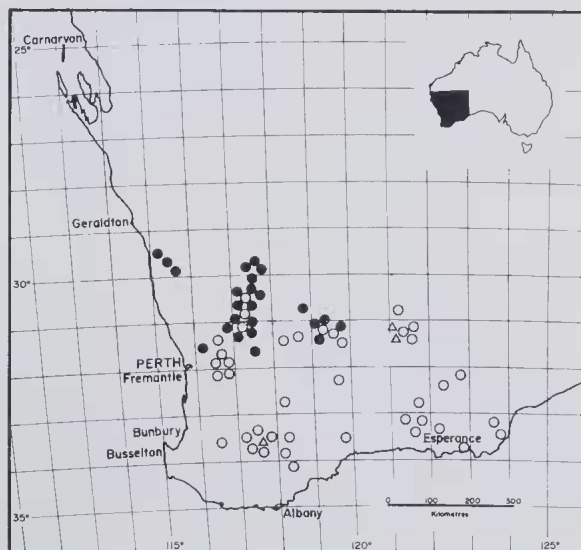 25°
Carnarvon
Geraldton
30°
PERTH
Fremantle
Bunbury
Busselton
Esperance
Albany
0 100 200 300
Kilometres
35°
115°
120°
125°